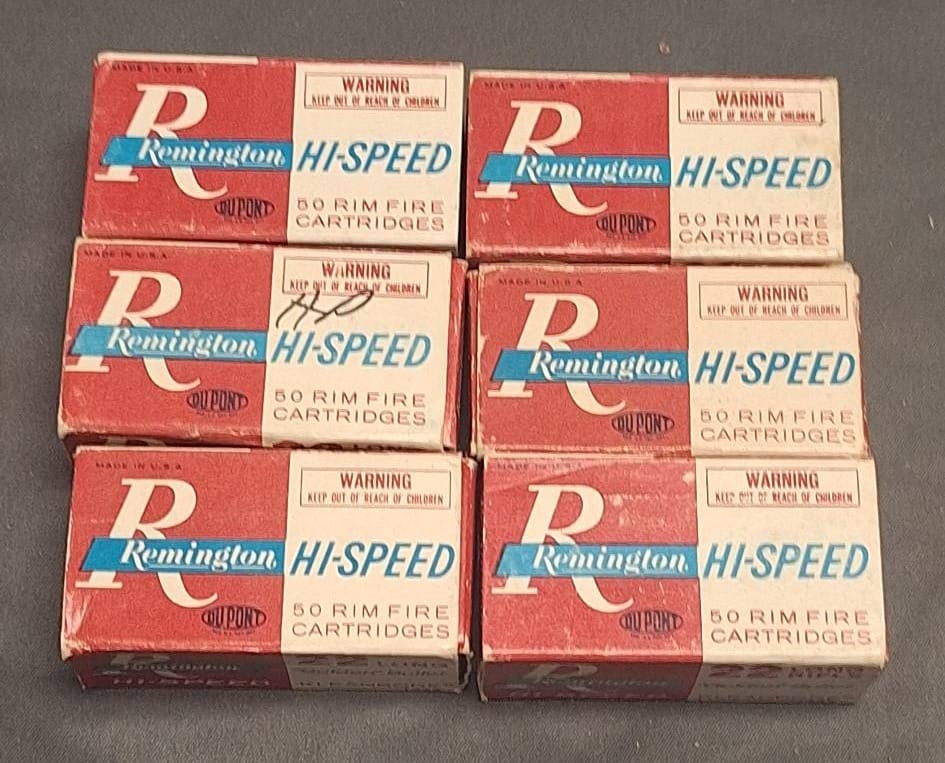 MADE IN U.S.A.
WARNING
KEEP OUT OF REACH OF CHILDREN
R
Remington
HI-SPEED
DU PONT
50 RIM FIRE
CARTRIDGES
MADE IN U.S.A.
WARNING
KEEP OUT OF REACH OF CHILDREN
R
Remington
HI-SPEED
DU PONT
50 RIM FIRE
CARTRIDGES
MADE IN U.S.A.
WARNING
KEEP OUT OF REACH OF CHILDREN
HP
R
Remington
HI-SPEED
DU PONT
50 RIM FIRE
CARTRIDGES
MADE IN U.S.A.
WARNING
KEEP OUT OF REACH OF CHILDREN
R
Remington
HI-SPEED
DU PONT
50 RIM FIRE
CARTRIDGES
MADE IN U.S.A.
WARNING
KEEP OUT OF REACH OF CHILDREN
R
Remington
HI-SPEED
DU PONT
50 RIM FIRE
CARTRIDGES
R
Remington
HI-SPEED
22 LONG
MADE IN U.S.A.
WARNING
KEEP OUT OF REACH OF CHILDREN
R
Remington
HI-SPEED
DU PONT
50 RIM FIRE
CARTRIDGES
R
Remington
22